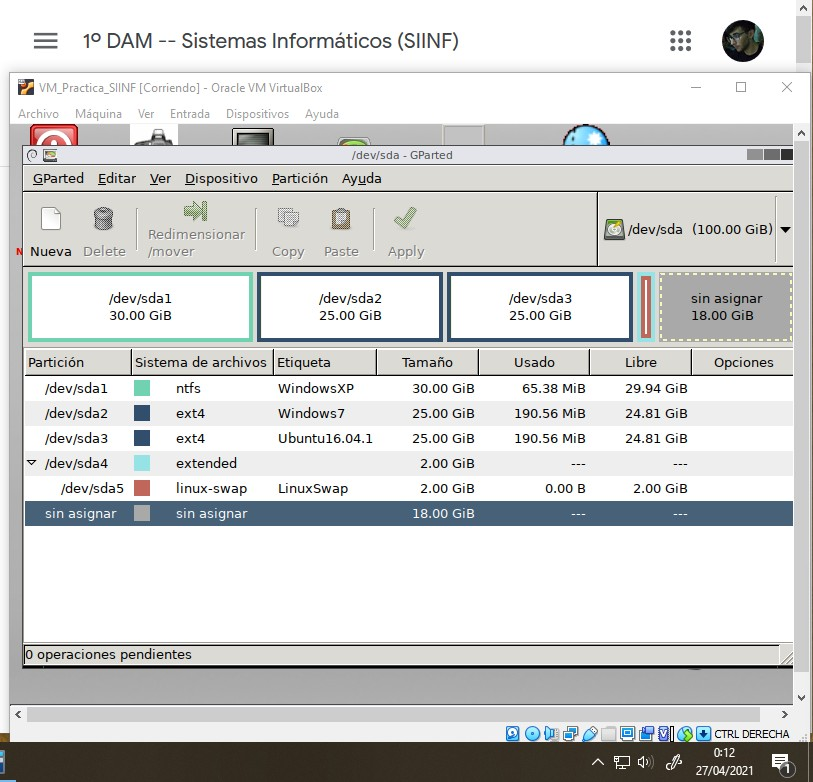 1º DAM -- Sistemas Informáticos (SIINF)
VM_Practica_SIINF [Corriendo] - Oracle VM VirtualBox
Archivo Máquina Ver Entrada Dispositivos Ayuda
/dev/sda - GParted
GParted Editar Ver Dispositivo Partición Ayuda
Nueva Delete Redimensionar /mover Copy Paste Apply /dev/sda (100.00 GiB)
/dev/sda1 30.00 GiB
/dev/sda2 25.00 GiB
/dev/sda3 25.00 GiB
sin asignar 18.00 GiB
Partición Sistema de archivos Etiqueta Tamaño Usado Libre Opciones
/dev/sda1 ntfs WindowsXP 30.00 GiB 65.38 MiB 29.94 GiB
/dev/sda2 ext4 Windows7 25.00 GiB 190.56 MiB 24.81 GiB
/dev/sda3 ext4 Ubuntu16.04.1 25.00 GiB 190.56 MiB 24.81 GiB
/dev/sda4 extended 2.00 GiB --- ---
/dev/sda5 linux-swap LinuxSwap 2.00 GiB 0.00 B 2.00 GiB
sin asignar sin asignar 18.00 GiB --- ---
0 operaciones pendientes
CTRL DERECHA
0:12
27/04/2021
1